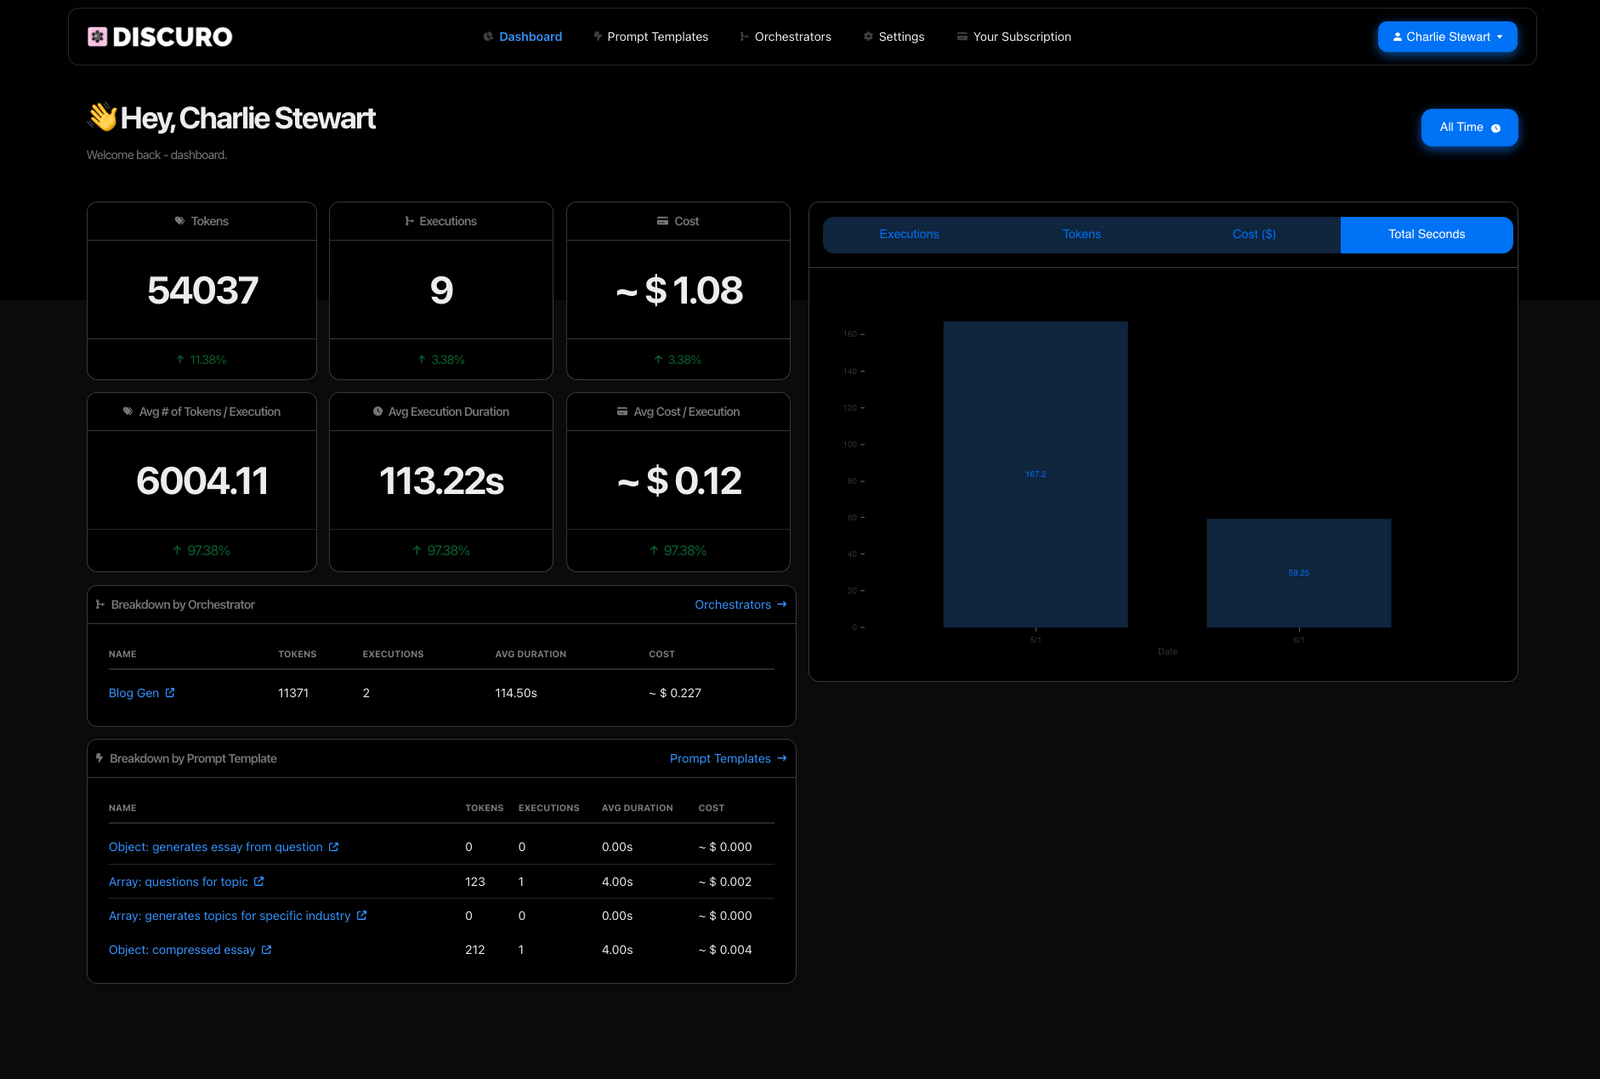 DISCURO
Dashboard
Prompt Templates
Orchestrators
Settings
Your Subscription
Charlie Stewart
👋Hey, Charlie Stewart
Welcome back - dashboard.
All Time
Tokens
54037
↑ 11.38%
Executions
9
↑ 3.38%
Cost
~ $ 1.08
↑ 3.38%
Avg # of Tokens / Execution
6004.11
↑ 97.38%
Avg Execution Duration
113.22s
↑ 97.38%
Avg Cost / Execution
~ $ 0.12
↑ 97.38%
Executions Tokens Cost ($) Total Seconds
160
140
120
100
80
60
40
20
0
167.2
59.25
5/1 6/1
Date
Breakdown by Orchestrator
Orchestrators →
NAME TOKENS EXECUTIONS AVG DURATION COST
Blog Gen 11371 2 114.50s ~ $ 0.227
Breakdown by Prompt Template
Prompt Templates →
NAME TOKENS EXECUTIONS AVG DURATION COST
Object: generates essay from question 0 0 0.00s ~ $ 0.000
Array: questions for topic 123 1 4.00s ~ $ 0.002
Array: generates topics for specific industry 0 0 0.00s ~ $ 0.000
Object: compressed essay 212 1 4.00s ~ $ 0.004